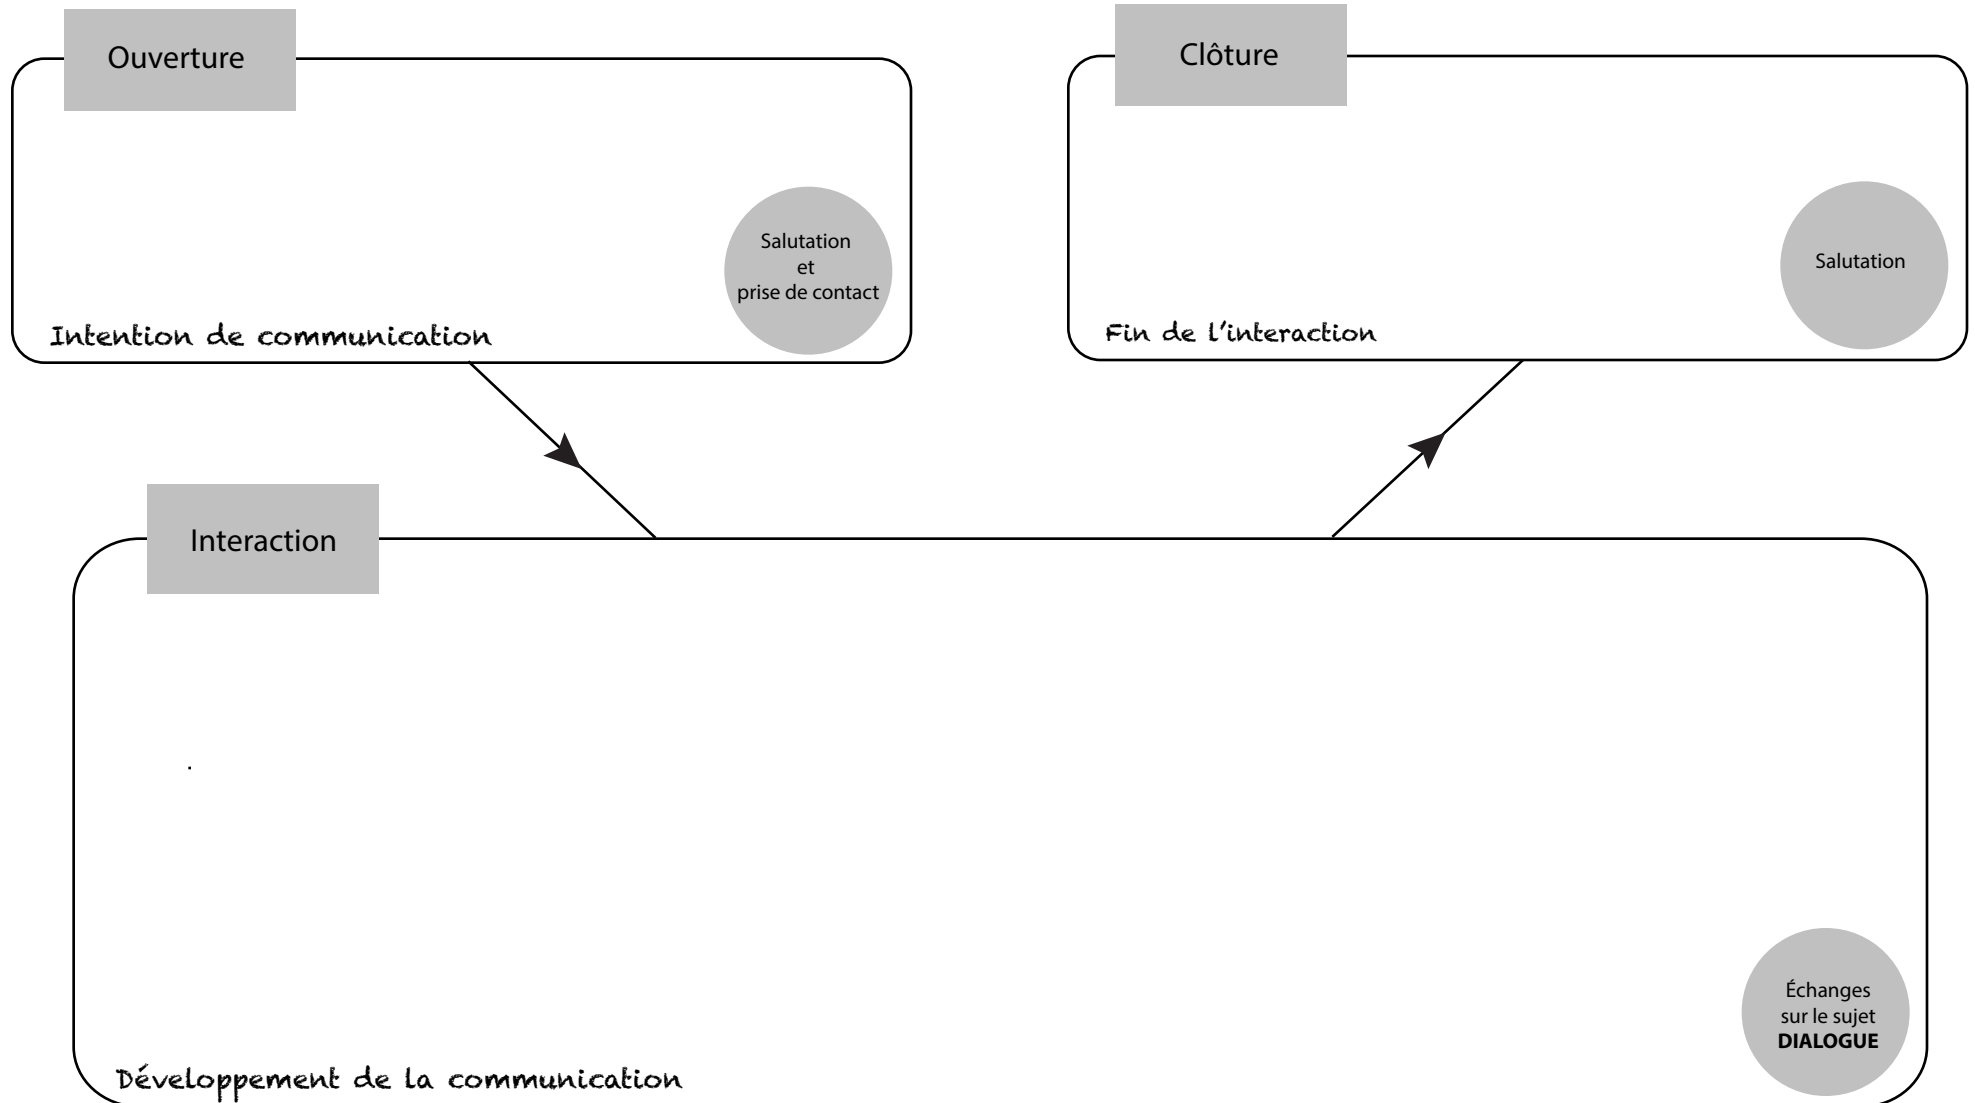 Ouverture
Salutation
et
prise de contact
Intention de communication
Clôture
Salutation
Fin de l'interaction
Interaction
.
Échanges
sur le sujet
DIALOGUE
Développement de la communication